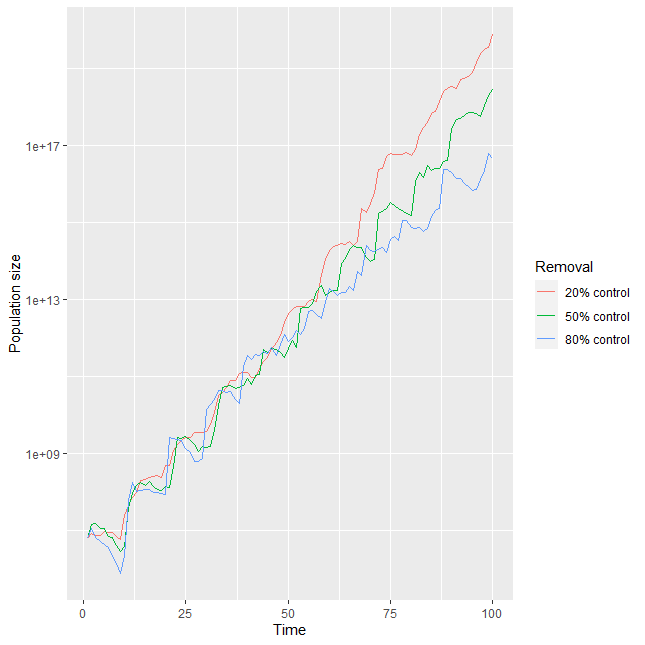 Population size
1e+17
1e+13
1e+09
0
25
50
75
100
Time
Removal
20% control
50% control
80% control